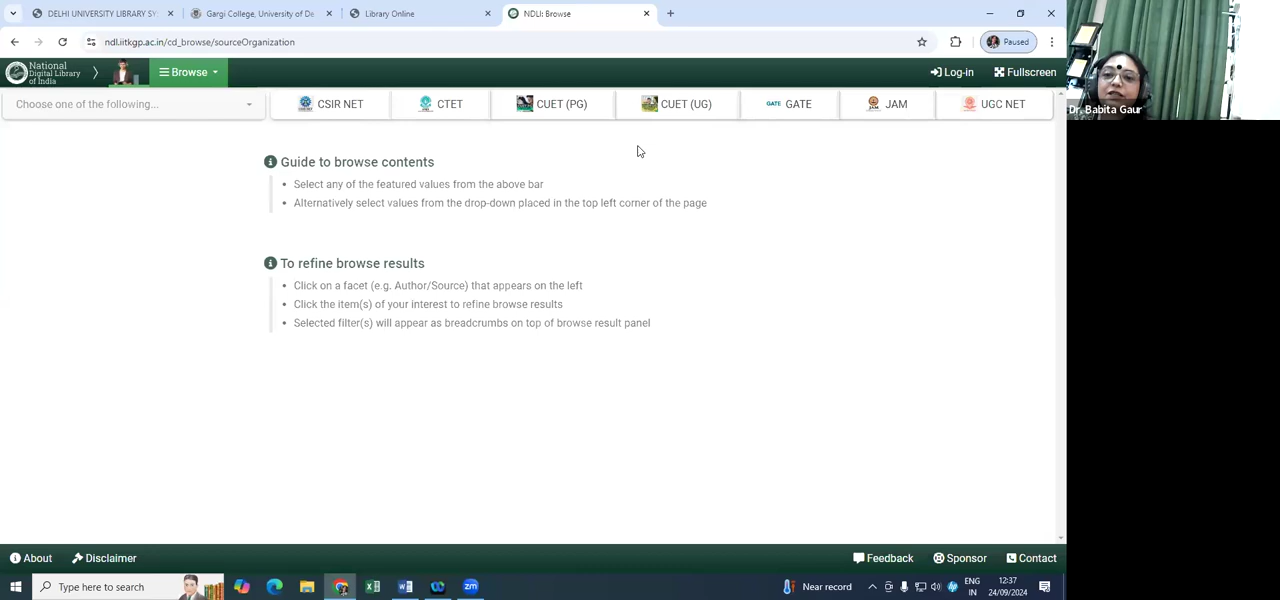 DELHI UNIVERSITY LIBRARY SY
Gargi College, University of De
Library Online
NDLI: Browse
ndl.iitkgp.ac.in/cd_browse/sourceOrganization
Paused
National
Digital Library
of India
Browse
Log-in
Fullscreen
Choose one of the following...
CSIR NET
CTET
CUET (PG)
CUET (UG)
GATE
GATE
JAM
UGC NET
Dr. Babita Gaur
Guide to browse contents
Select any of the featured values from the above bar
Alternatively select values from the drop-down placed in the top left corner of the page
To refine browse results
Click on a facet (e.g. Author/Source) that appears on the left
Click the item(s) of your interest to refine browse results
Selected filter(s) will appear as breadcrumbs on top of browse result panel
About
Disclaimer
Feedback
Sponsor
Contact
Type here to search
zm
Near record
ENG
IN
12:37
24/09/2024